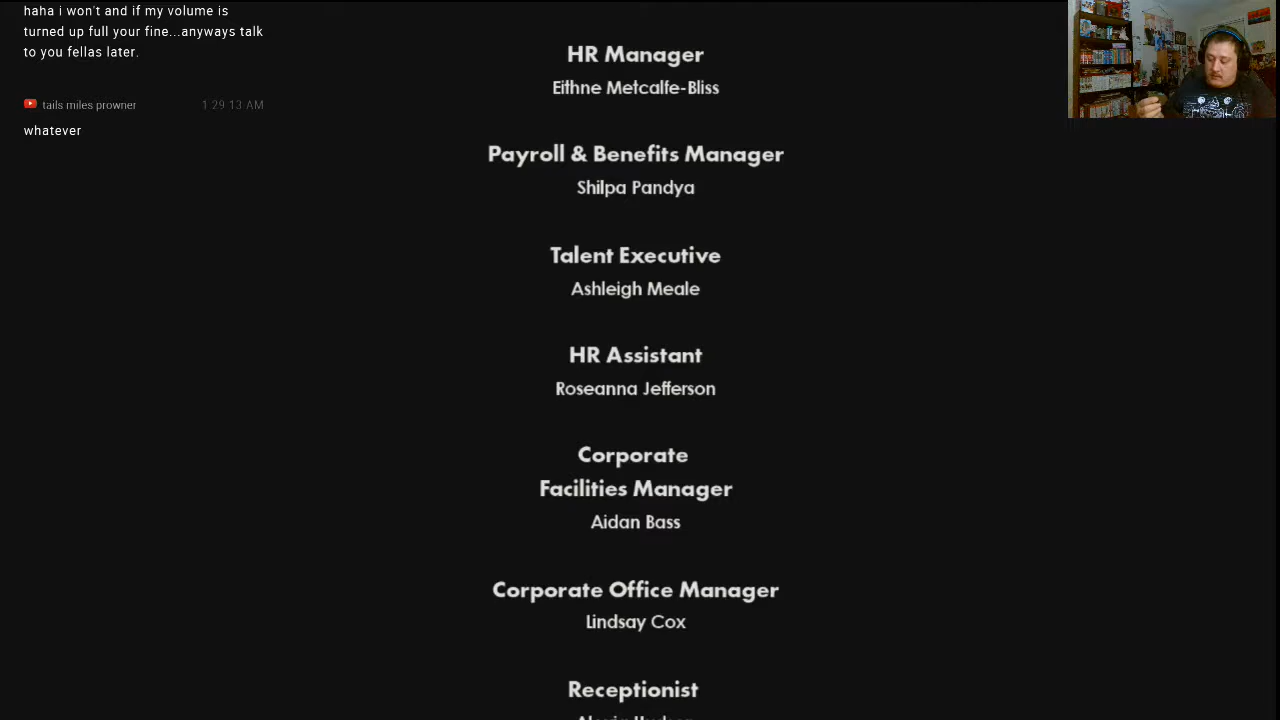 haha i won't and if my volume is
turned up full your fine...anyways talk
to you fellas later.
tails miles prowner 1 29 13 AM
whatever
HR Manager
Eithne Metcalfe-Bliss
Payroll & Benefits Manager
Shilpa Pandya
Talent Executive
Ashleigh Meale
HR Assistant
Roseanna Jefferson
Corporate
Facilities Manager
Aidan Bass
Corporate Office Manager
Lindsay Cox
Receptionist